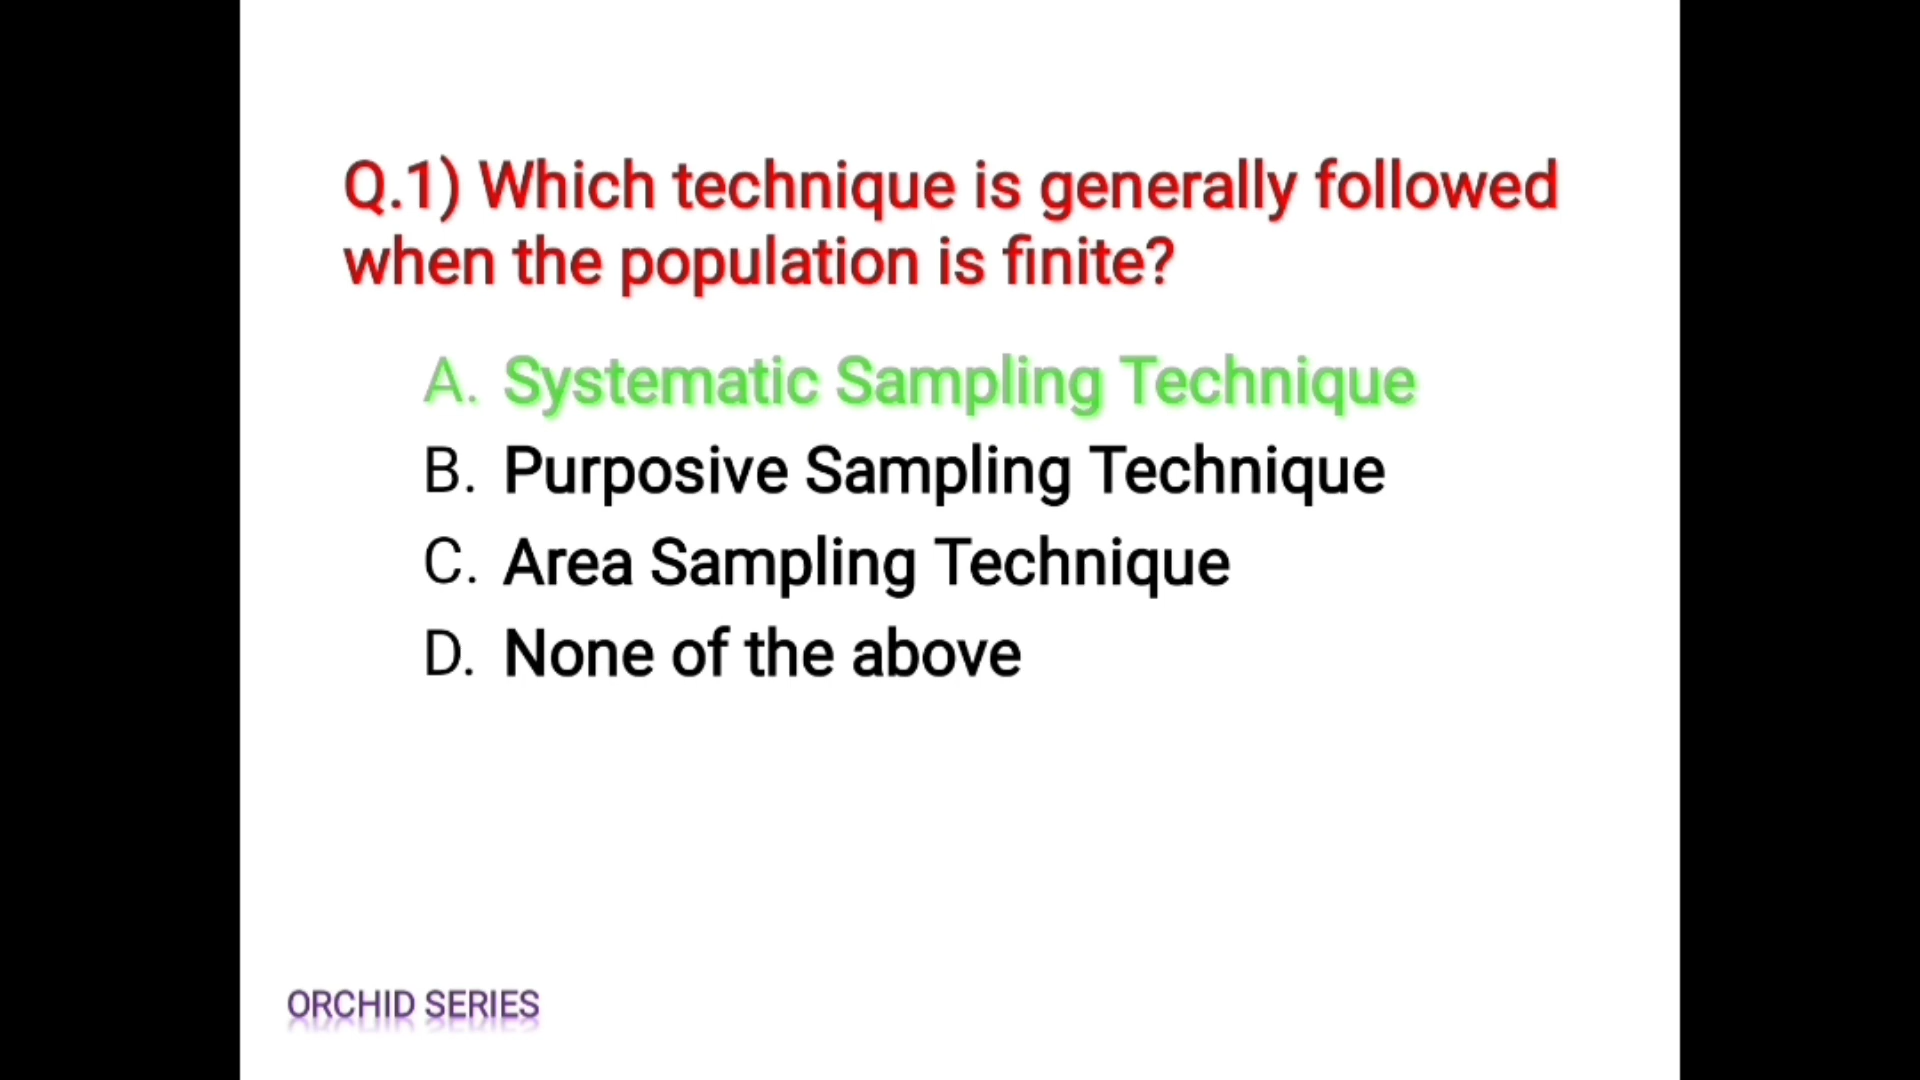 Q.1) Which technique is generally followed
when the population is finite?
A. Systematic Sampling Technique
B. Purposive Sampling Technique
C. Area Sampling Technique
D. None of the above
ORCHID SERIES